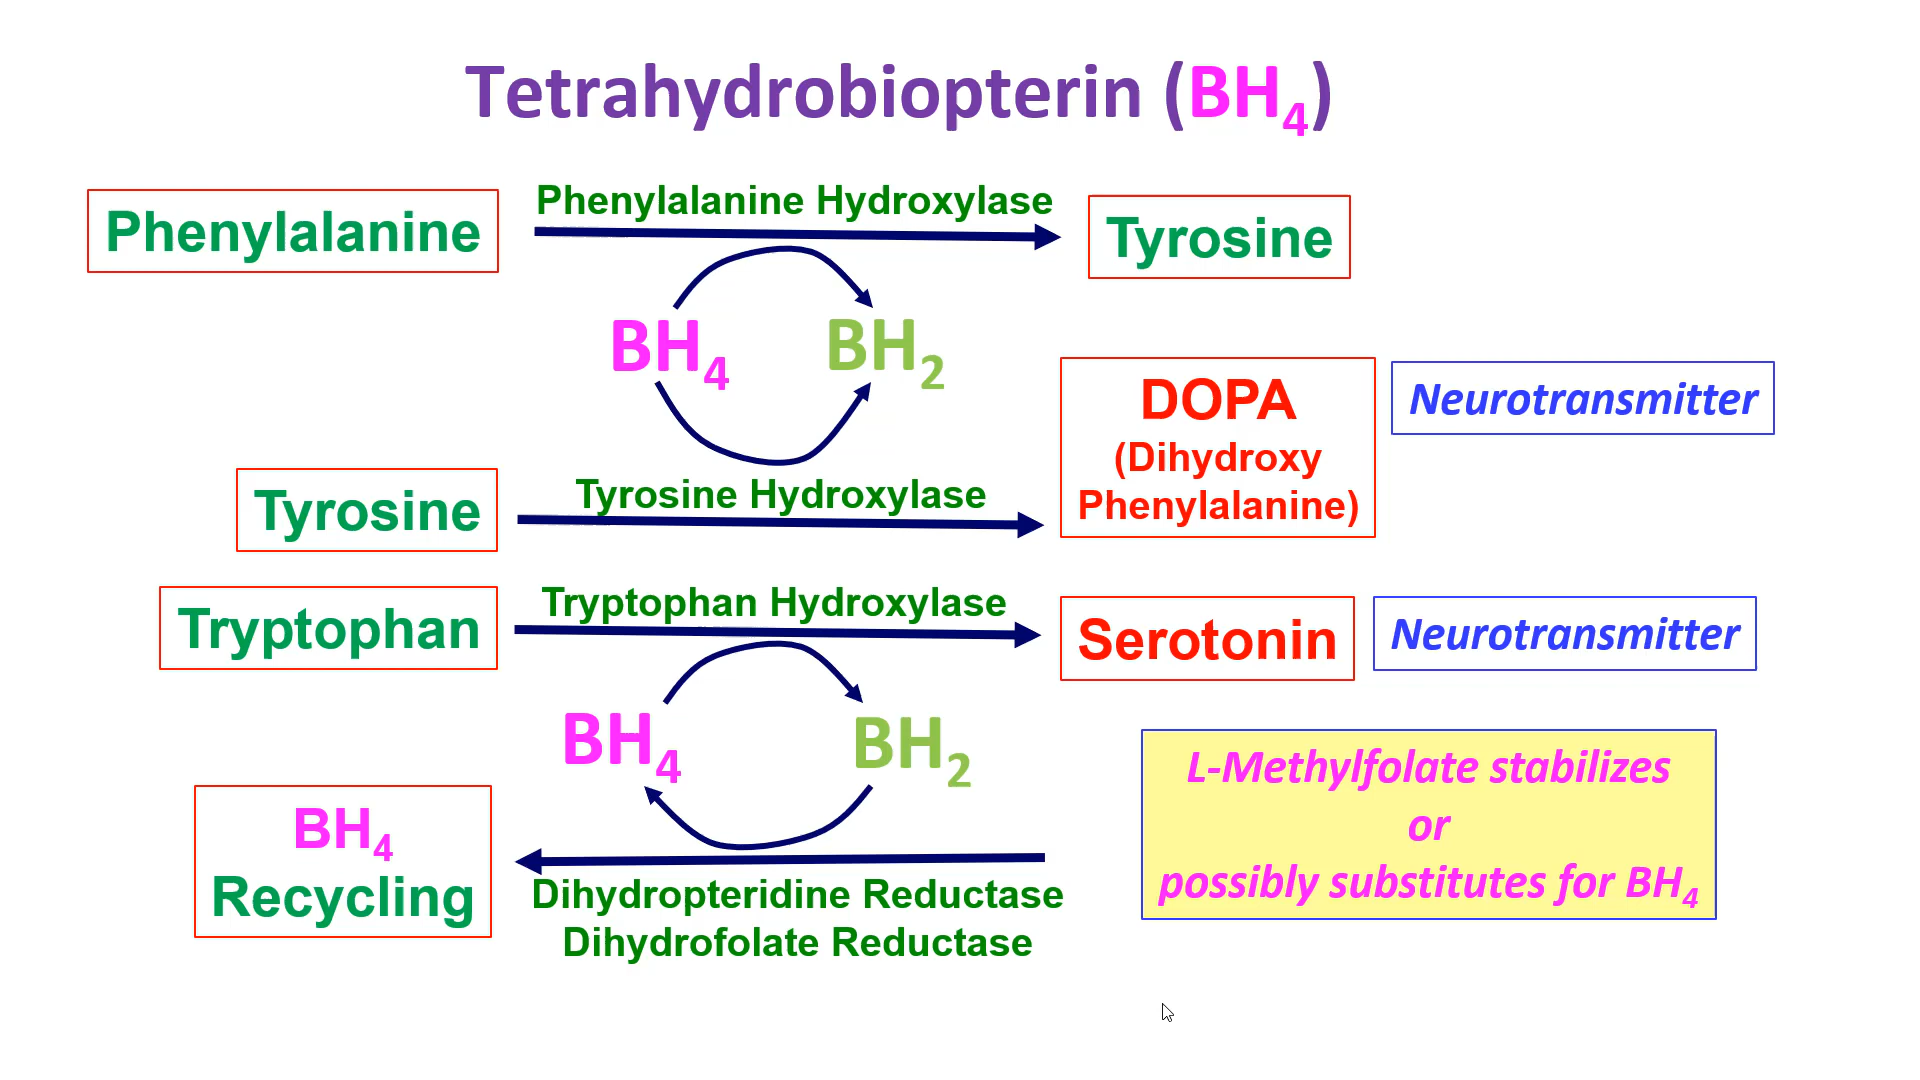 Tetrahydrobiopterin (BH₄)
Phenylalanine
Phenylalanine Hydroxylase
Tyrosine
BH₄
BH₂
Tyrosine
Tyrosine Hydroxylase
DOPA
(Dihydroxy
Phenylalanine)
Neurotransmitter
Tryptophan
Tryptophan Hydroxylase
Serotonin
Neurotransmitter
BH₄
BH₂
BH₄
Recycling
Dihydropteridine Reductase
Dihydrofolate Reductase
L-Methylfolate stabilizes
or
possibly substitutes for BH₄